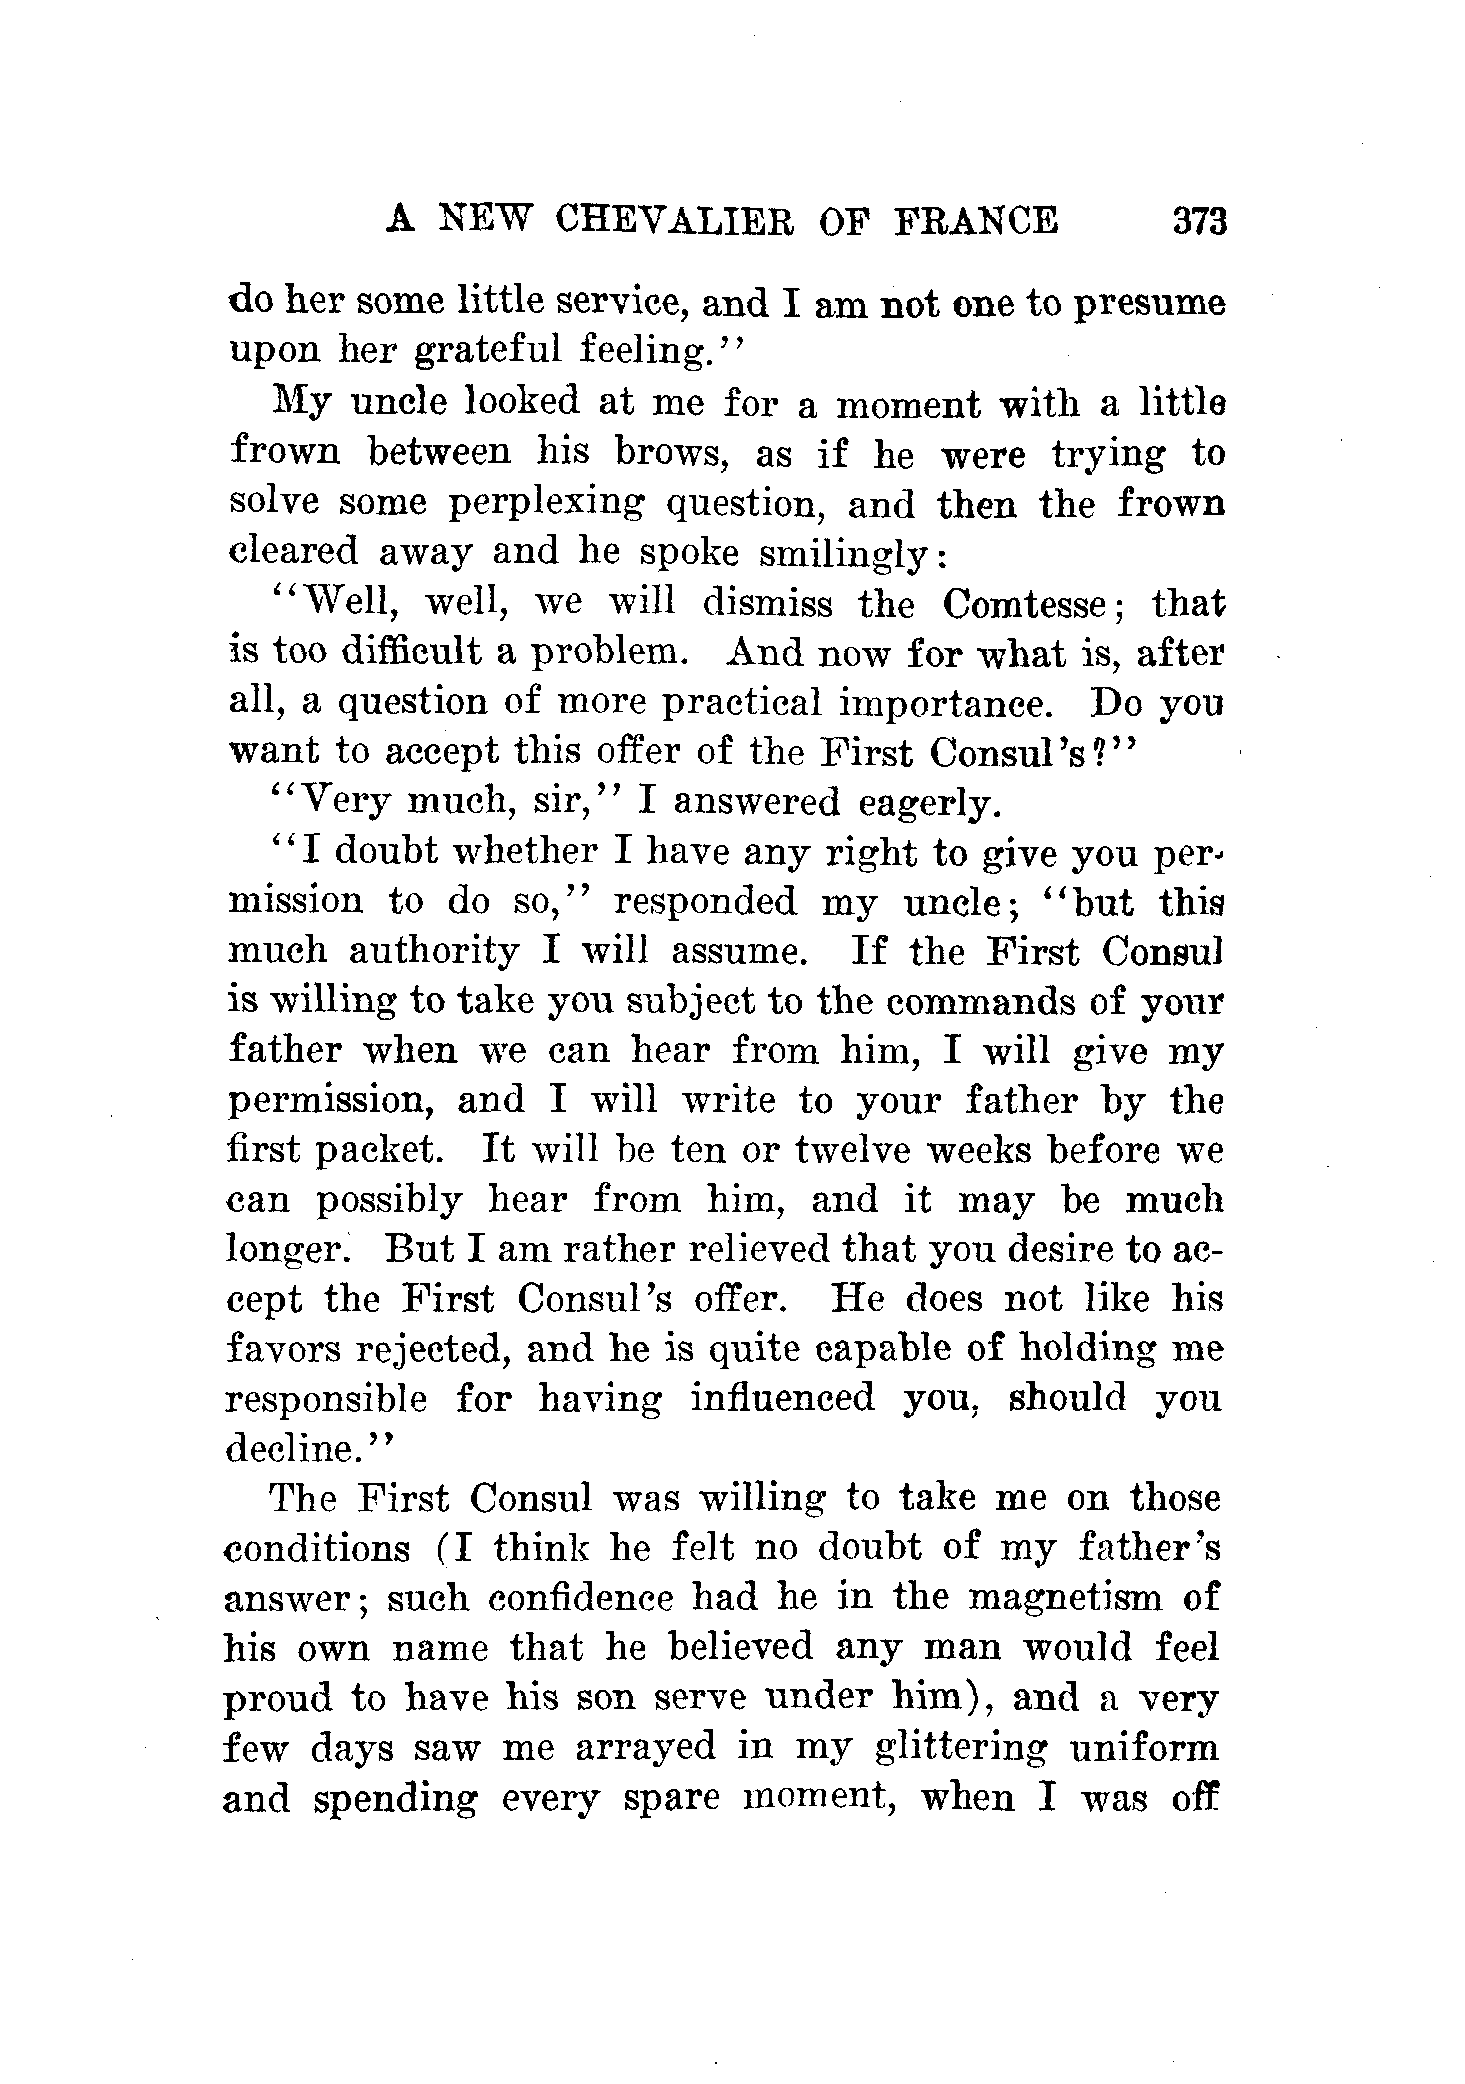 A NEW CHEVALIER OF FRANCE 373
do her some little service, and I am not one to presume
upon her grateful feeling."
My uncle looked at me for a moment with a little
frown between his brows, as if he were trying to
solve some perplexing question, and then the frown
cleared away and he spoke smilingly:
"Well, well, we will dismiss the Comtesse; that
is too difficult a problem. And now for what is, after
all, a question of more practical importance. Do you
want to accept this offer of the First Consul's?"
"Very much, sir," I answered eagerly.
"I doubt whether I have any right to give you per-
mission to do so," responded my uncle; "but this
much authority I will assume. If the First Consul
is willing to take you subject to the commands of your
father when we can hear from him, I will give my
permission, and I will write to your father by the
first packet. It will be ten or twelve weeks before we
can possibly hear from him, and it may be much
longer. But I am rather relieved that you desire to ac-
cept the First Consul's offer. He does not like his
favors rejected, and he is quite capable of holding me
responsible for having influenced you, should you
decline."
The First Consul was willing to take me on those
conditions (I think he felt no doubt of my father's
answer; such confidence had he in the magnetism of
his own name that he believed any man would feel
proud to have his son serve under him), and a very
few days saw me arrayed in my glittering uniform
and spending every spare moment, when I was off